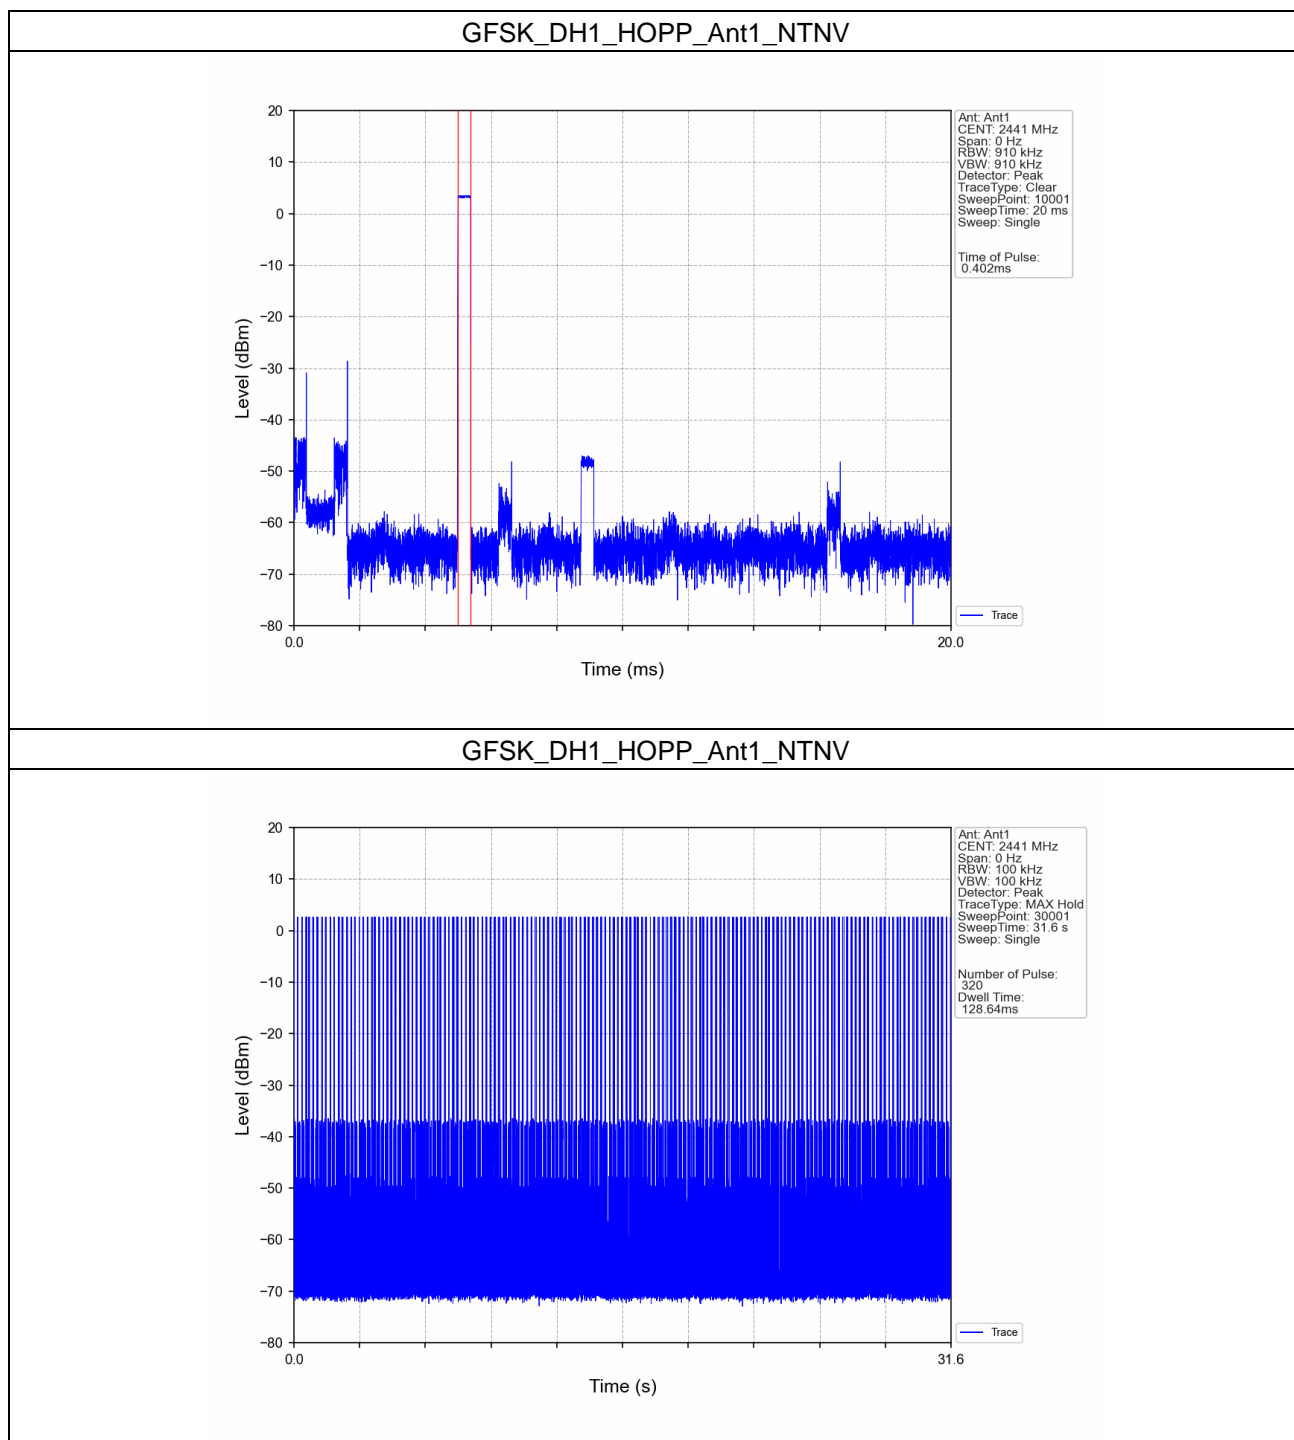 GFSK_DH1_HOPP_Ant1_NTNV
20
10
0
−10
−20
−30
−40
−50
−60
−70
−80
Level (dBm)
0.0
20.0
Time (ms)
Ant: Ant1
CENT: 2441 MHz
Span: 0 Hz
RBW: 910 kHz
VBW: 910 kHz
Detector: Peak
TraceType: Clear
SweepPoint: 10001
SweepTime: 20 ms
Sweep: Single
Time of Pulse:
0.402ms
Trace
GFSK_DH1_HOPP_Ant1_NTNV
20
10
0
−10
−20
−30
−40
−50
−60
−70
−80
Level (dBm)
0.0
31.6
Time (s)
Ant: Ant1
CENT: 2441 MHz
Span: 0 Hz
RBW: 100 kHz
VBW: 100 kHz
Detector: Peak
TraceType: MAX Hold
SweepPoint: 30001
SweepTime: 31.6 s
Sweep: Single
Number of Pulse:
320
Dwell Time:
128.64ms
Trace